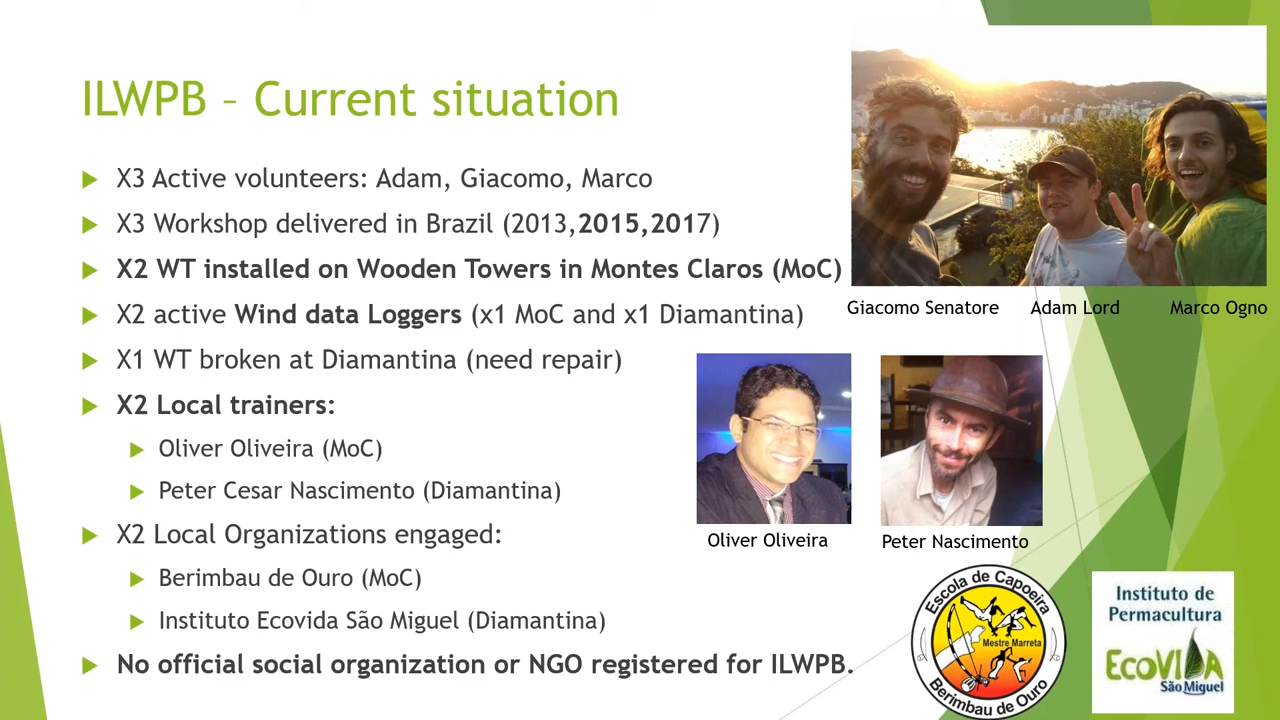 ILWPB – Current situation
X3 Active volunteers: Adam, Giacomo, Marco
X3 Workshop delivered in Brazil (2013,2015,2017)
X2 WT installed on Wooden Towers in Montes Claros (MoC)
X2 active Wind data Loggers (x1 MoC and x1 Diamantina)
X1 WT broken at Diamantina (need repair)
X2 Local trainers:
Oliver Oliveira (MoC)
Peter Cesar Nascimento (Diamantina)
X2 Local Organizations engaged:
Berimbau de Ouro (MoC)
Instituto Ecovida São Miguel (Diamantina)
No official social organization or NGO registered for ILWPB.
Giacomo Senatore
Adam Lord
Marco Ogno
Oliver Oliveira
Peter Nascimento
Escola de Capoeira
Mestre Marreta
Berimbau de Ouro
Instituto de
Permacultura
EcoVIDA
São Miguel